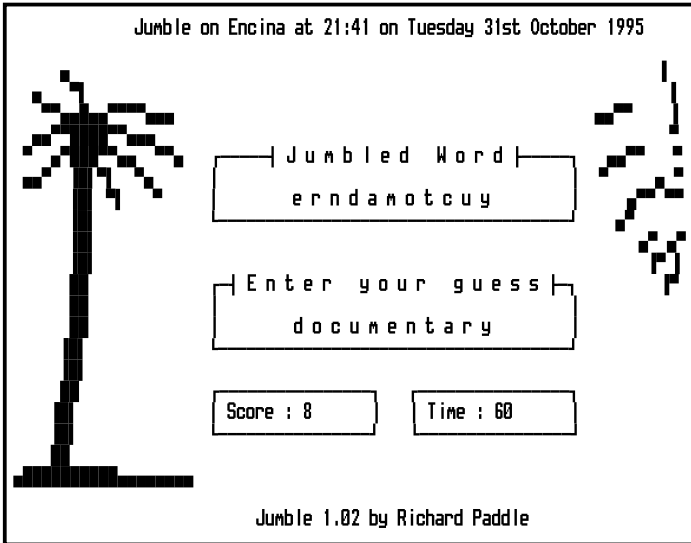 Jumble on Encina at 21:41 on Tuesday 31st October 1995
Jumbled Word
erndamotcuy
Enter your guess
documentary
Score : 8
Time : 60
Jumble 1.02 by Richard Paddle